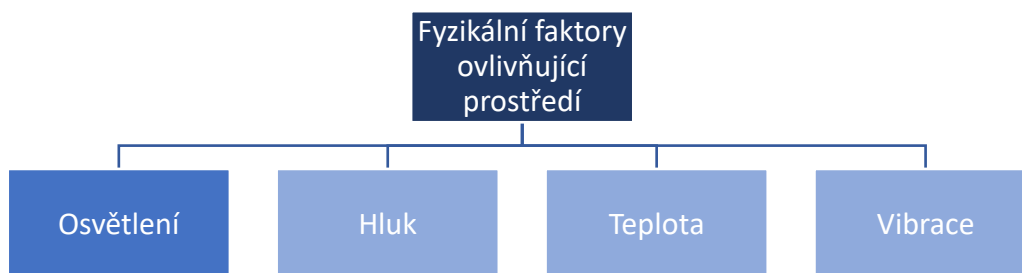 Fyzikální faktory
ovlivňující
prostředí
Osvětlení
Hluk
Teplota
Vibrace